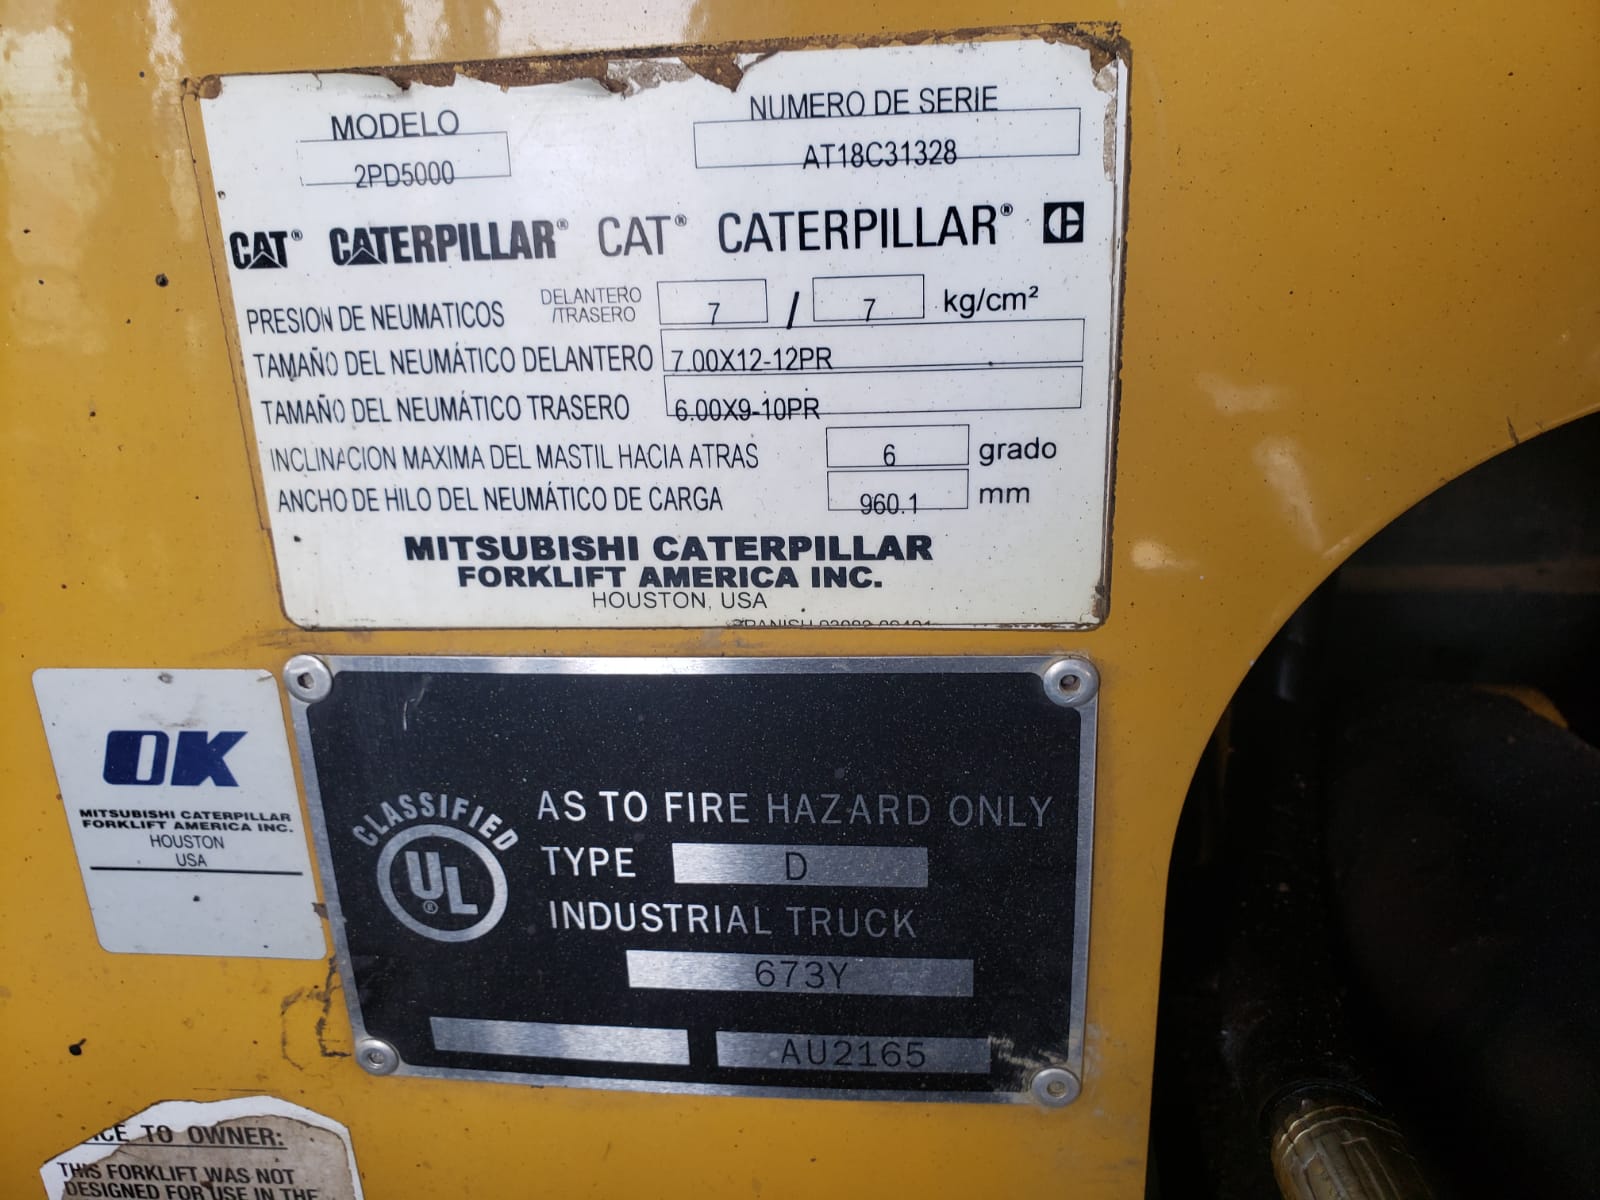 MODELO
2PD5000
NUMERO DE SERIE
AT18C31328
CAT® CATERPILLAR® CAT® CATERPILLAR®
PRESION DE NEUMATICOS DELANTERO /TRASERO 7 / 7 kg/cm²
TAMAÑO DEL NEUMÁTICO DELANTERO 7.00X12-12PR
TAMAÑO DEL NEUMÁTICO TRASERO 6.00X9-10PR
INCLINACION MAXIMA DEL MASTIL HACIA ATRAS 6 grado
ANCHO DE HILO DEL NEUMÁTICO DE CARGA 960.1 mm
MITSUBISHI CATERPILLAR
FORKLIFT AMERICA INC.
HOUSTON, USA
OK
MITSUBISHI CATERPILLAR
FORKLIFT AMERICA INC.
HOUSTON
USA
CLASSIFIED
UL®
AS TO FIRE HAZARD ONLY
TYPE D
INDUSTRIAL TRUCK
673Y
AU2165
TO OWNER:
THIS FORKLIFT WAS NOT
DESIGNED FOR USE IN THE